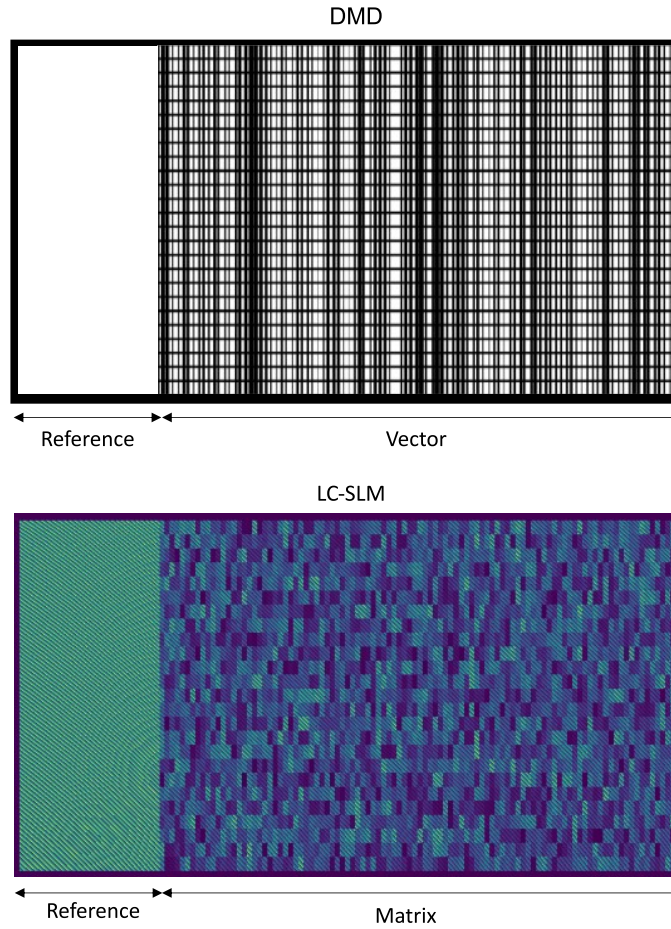 DMD
Reference
Vector
LC-SLM
Reference
Matrix